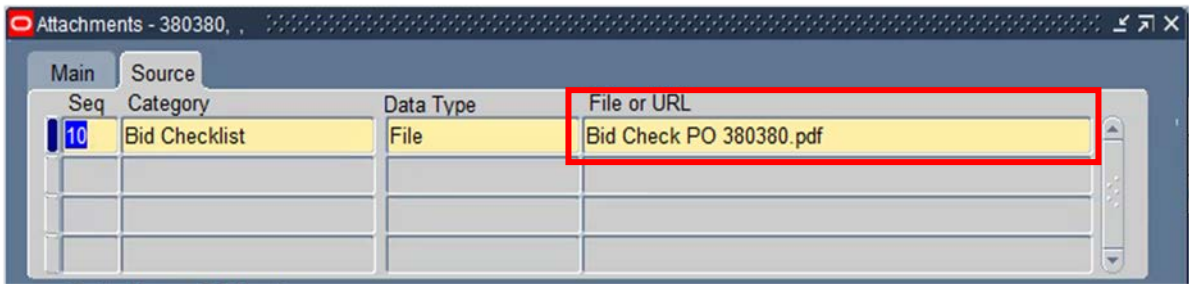 Attachments - 380380, ,
Main Source
Seq Category Data Type File or URL
10 Bid Checklist File Bid Check PO 380380.pdf